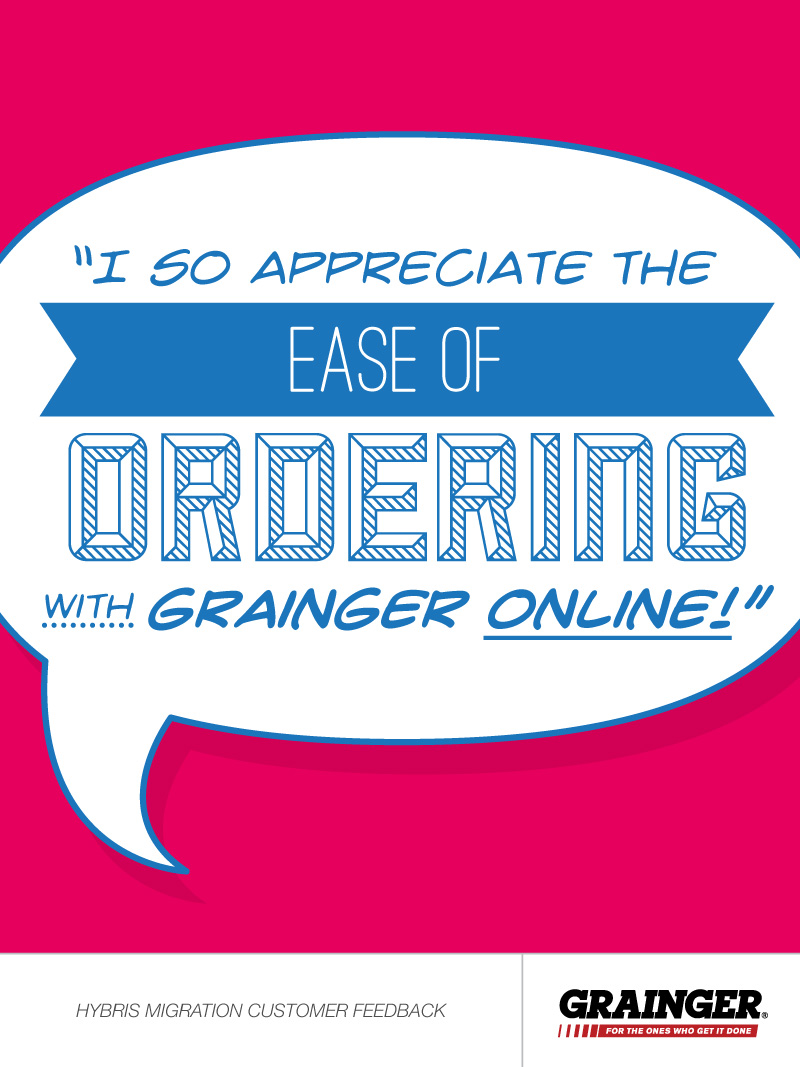 “I SO APPRECIATE THE
EASE OF
ORDERING
WITH GRAINGER ONLINE!”
HYBRIS MIGRATION CUSTOMER FEEDBACK
GRAINGER®
FOR THE ONES WHO GET IT DONE